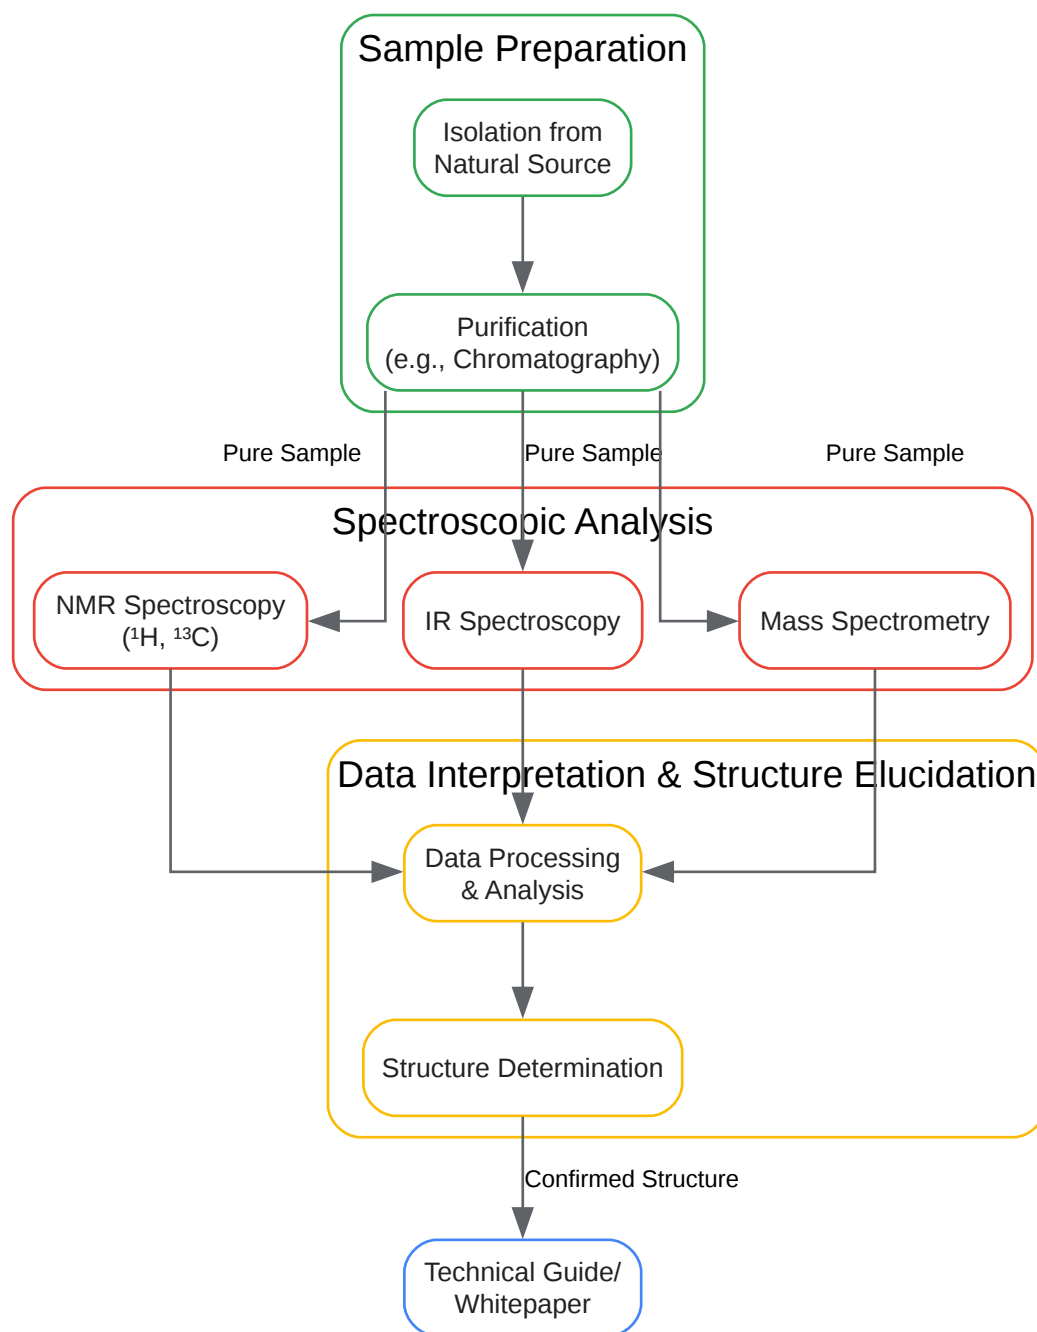 Sample Preparation
Isolation from
Natural Source
Purification
(e.g., Chromatography)
Pure Sample
Pure Sample
Pure Sample
Spectroscopic Analysis
NMR Spectroscopy
(¹H, ¹³C)
IR Spectroscopy
Mass Spectrometry
Data Interpretation & Structure Elucidation
Data Processing
& Analysis
Structure Determination
Confirmed Structure
Technical Guide/
Whitepaper